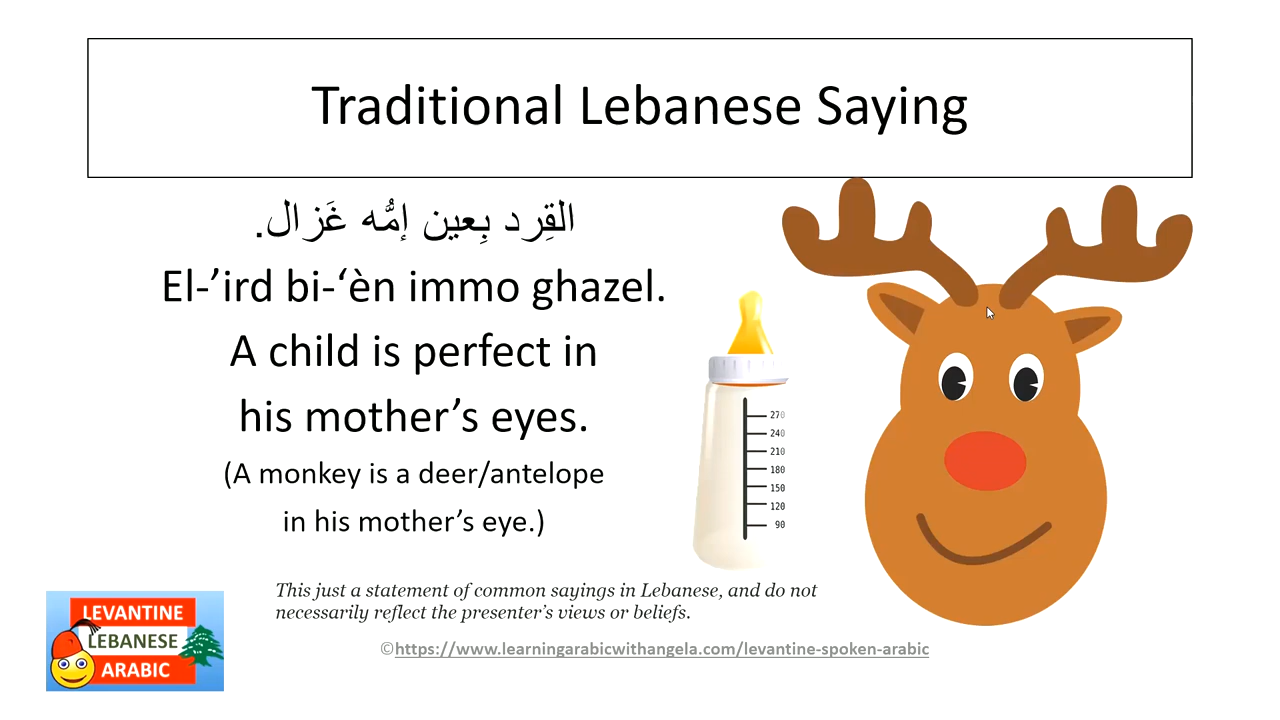 Traditional Lebanese Saying
القِرد بِعين إمُّه غَزال.
El-’ird bi-‘èn immo ghazel.
A child is perfect in
his mother’s eyes.
(A monkey is a deer/antelope
in his mother’s eye.)
270
240
210
180
150
120
90
This just a statement of common sayings in Lebanese, and do not
necessarily reflect the presenter’s views or beliefs.
©https://www.learningarabicwithangela.com/levantine-spoken-arabic
LEVANTINE
LEBANESE
ARABIC